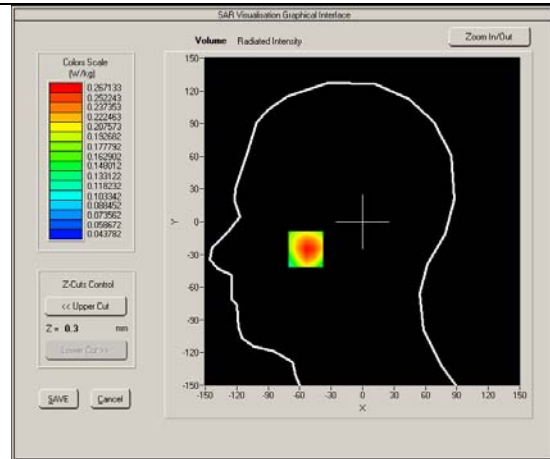 SAR Visualisation Graphical Interface
Volume Radiated Intensity
Zoom In/Out
Colors Scale
(W/kg)
0.267133
0.252243
0.237353
0.222463
0.207573
0.192682
0.177792
0.162902
0.148012
0.133122
0.118232
0.103342
0.088452
0.073562
0.058672
0.043782
Z-Cuts Control
<< Upper Cut
Z = 0.3 mm
Lower Cut >>
SAVE Cancel
150
120
90
60
30
0
-30
-60
-90
-120
-150
Y
-150 -120 -90 -60 -30 0 30 60 90 120 150
X